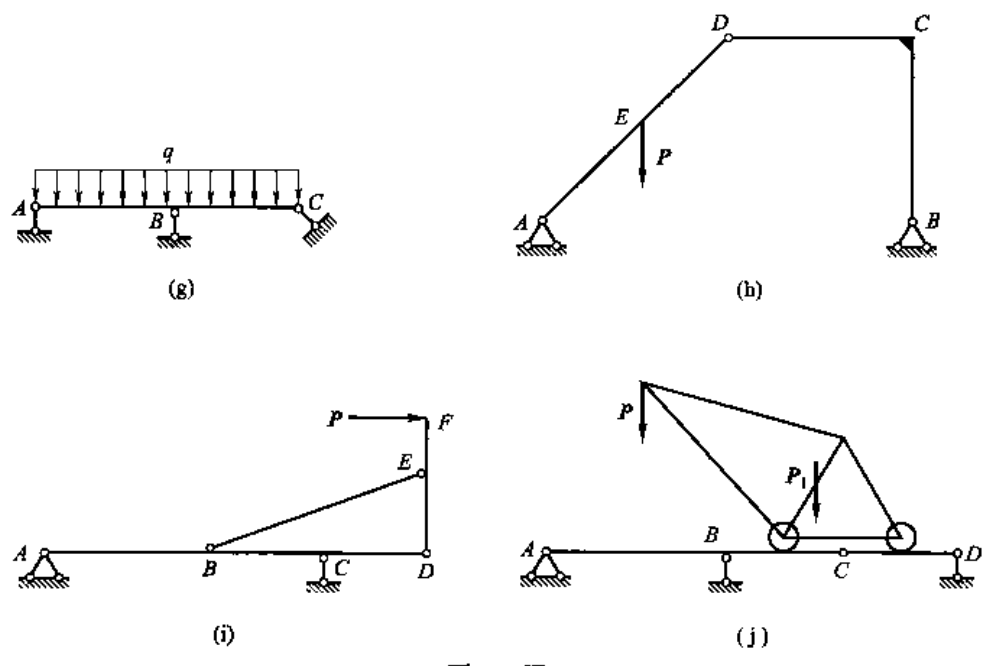 D C
E
P
q
A B C
A B
(g)
(h)
P F
E
P
P₁
A B C D
A B C D
(i)
(j)